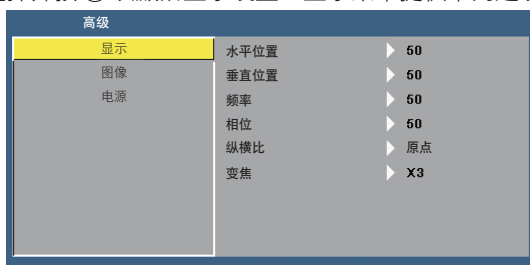 高级
显示
图像
电源
水平位置 50
垂直位置 50
频率 50
相位 50
纵横比 原点
变焦 X3